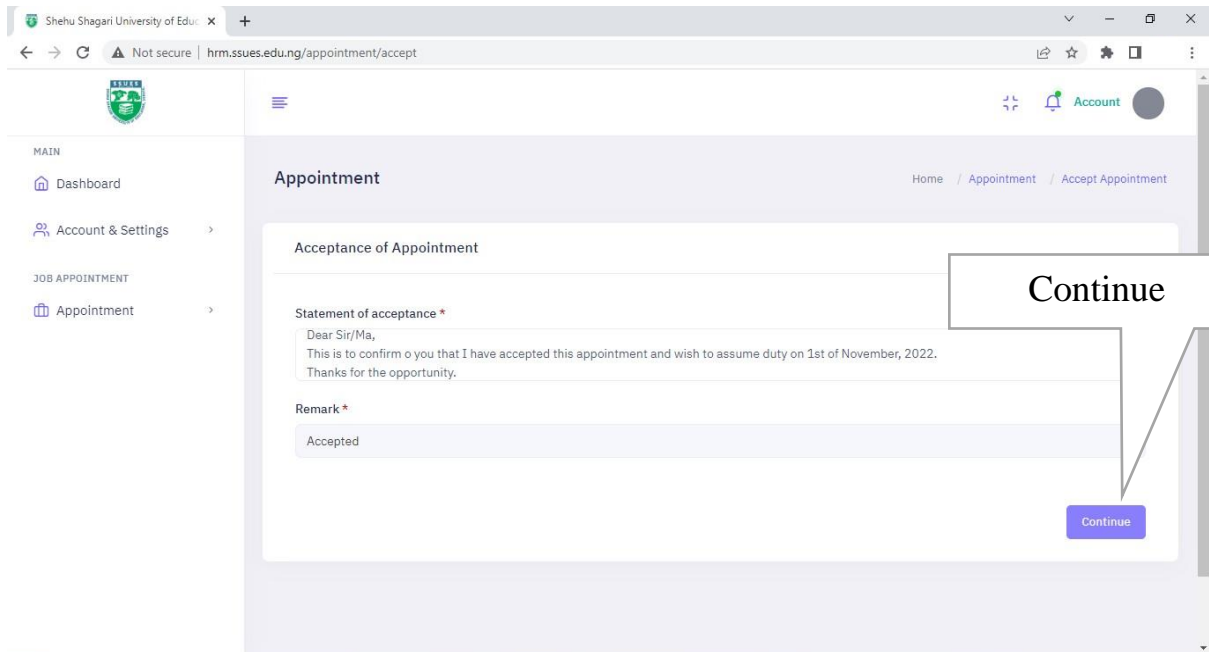 Shehu Shagari University of Educ
Not secure | hrm.ssues.edu.ng/appointment/accept
SSUES
Account
MAIN
Dashboard
Appointment
Home / Appointment / Accept Appointment
Account & Settings
Acceptance of Appointment
JOB APPOINTMENT
Continue
Appointment
Statement of acceptance *
Dear Sir/Ma,
This is to confirm o you that I have accepted this appointment and wish to assume duty on 1st of November, 2022.
Thanks for the opportunity.
Remark *
Accepted
Continue